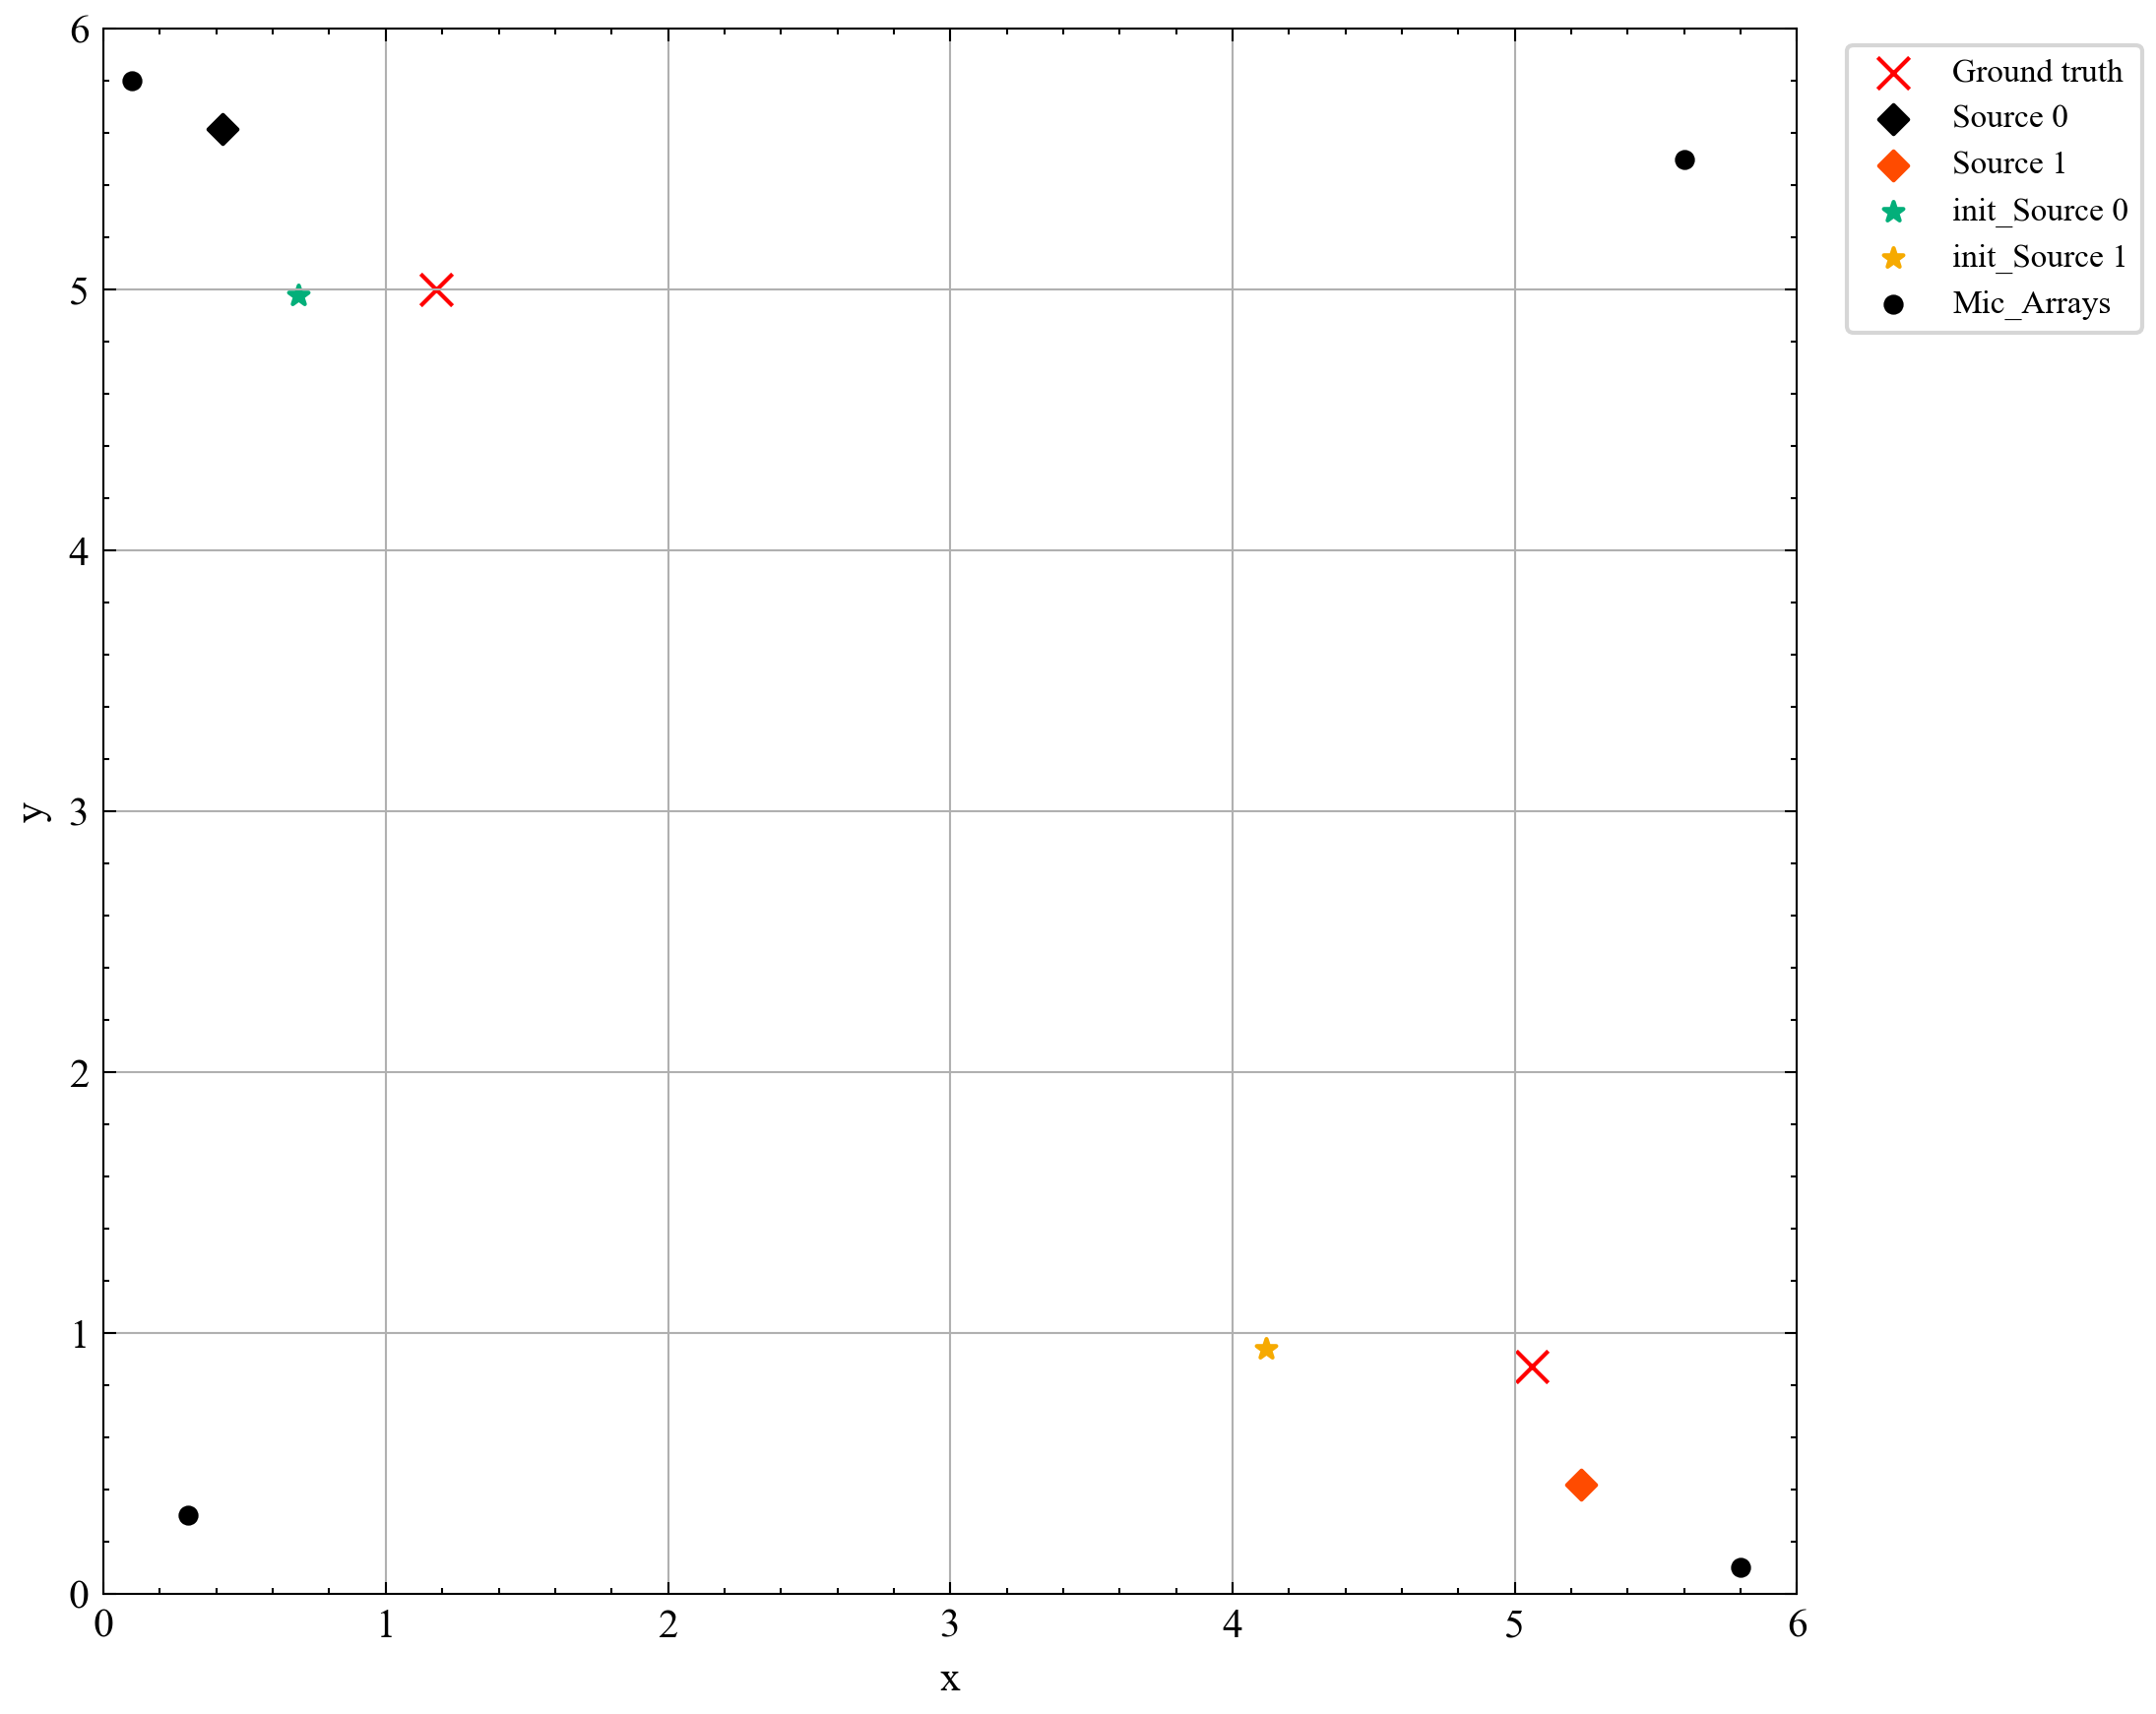 6
5
4
3
2
1
0
y
0 1 2 3 4 5 6
x
Ground truth
Source 0
Source 1
init_Source 0
init_Source 1
Mic_Arrays